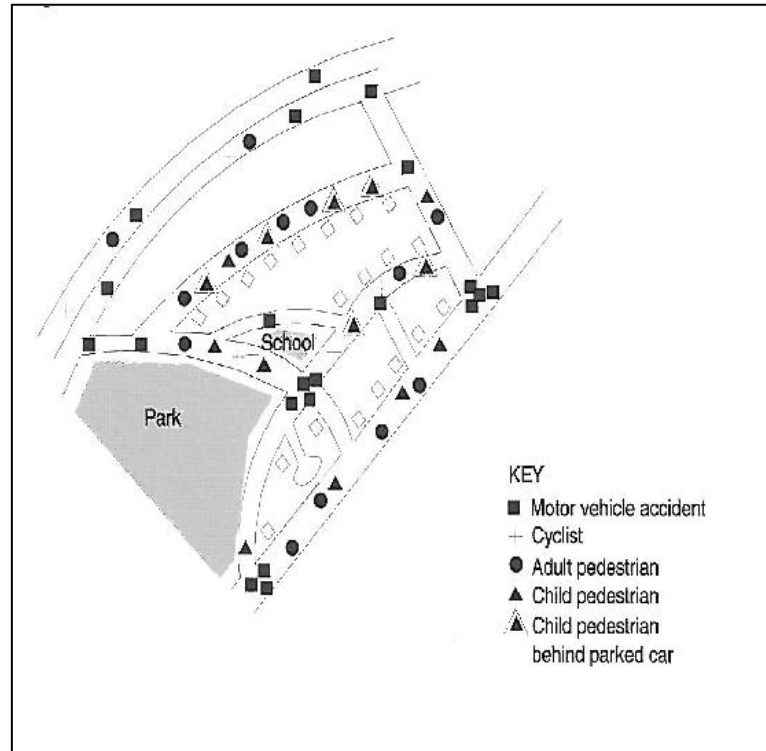 School
Park
KEY
Motor vehicle accident
Cyclist
Adult pedestrian
Child pedestrian
Child pedestrian
behind parked car